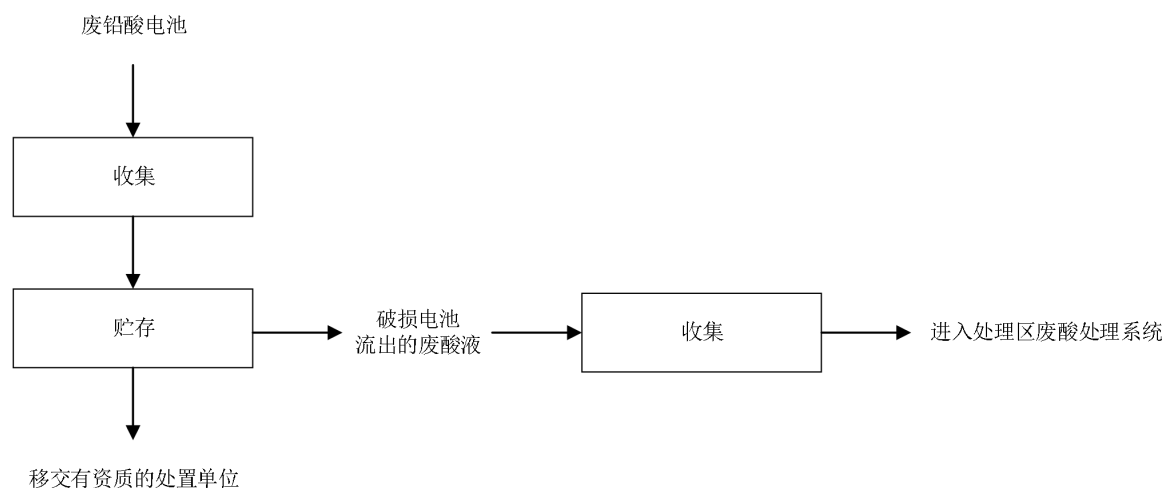 废铅酸电池
收集
贮存
破损电池
流出的废酸液
收集
进入处理区废酸处理系统
移交有资质的处置单位